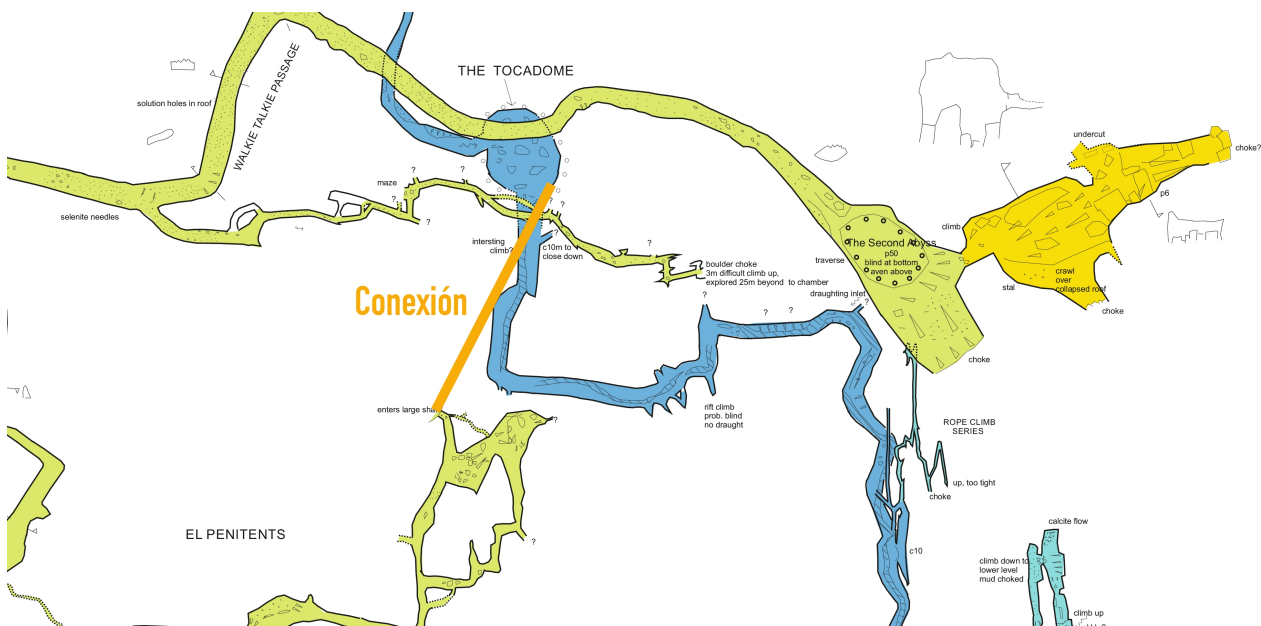 THE TOCADOME
solution holes in roof
WALKIE TALKIE PASSAGE
undercut
choke?
maze
?
?
?
?
p6
selenite needles
?
?
?
climb
The Second Abyss
p50
blind at bottom
aven above
traverse
intersting
climb?
c10m to
close down
?
boulder choke
3m difficult climb up,
explored 25m beyond to chamber
crawl
over
collapsed roof
stal
choke
Conexión
draughting inlet
?
?
?
?
choke
enters large
rift climb
prob. blind
no draught
?
ROPE CLIMB
SERIES
up, too tight
choke
EL PENITENTS
?
calcite flow
c10
climb down to
lower level
mud choked
climb up